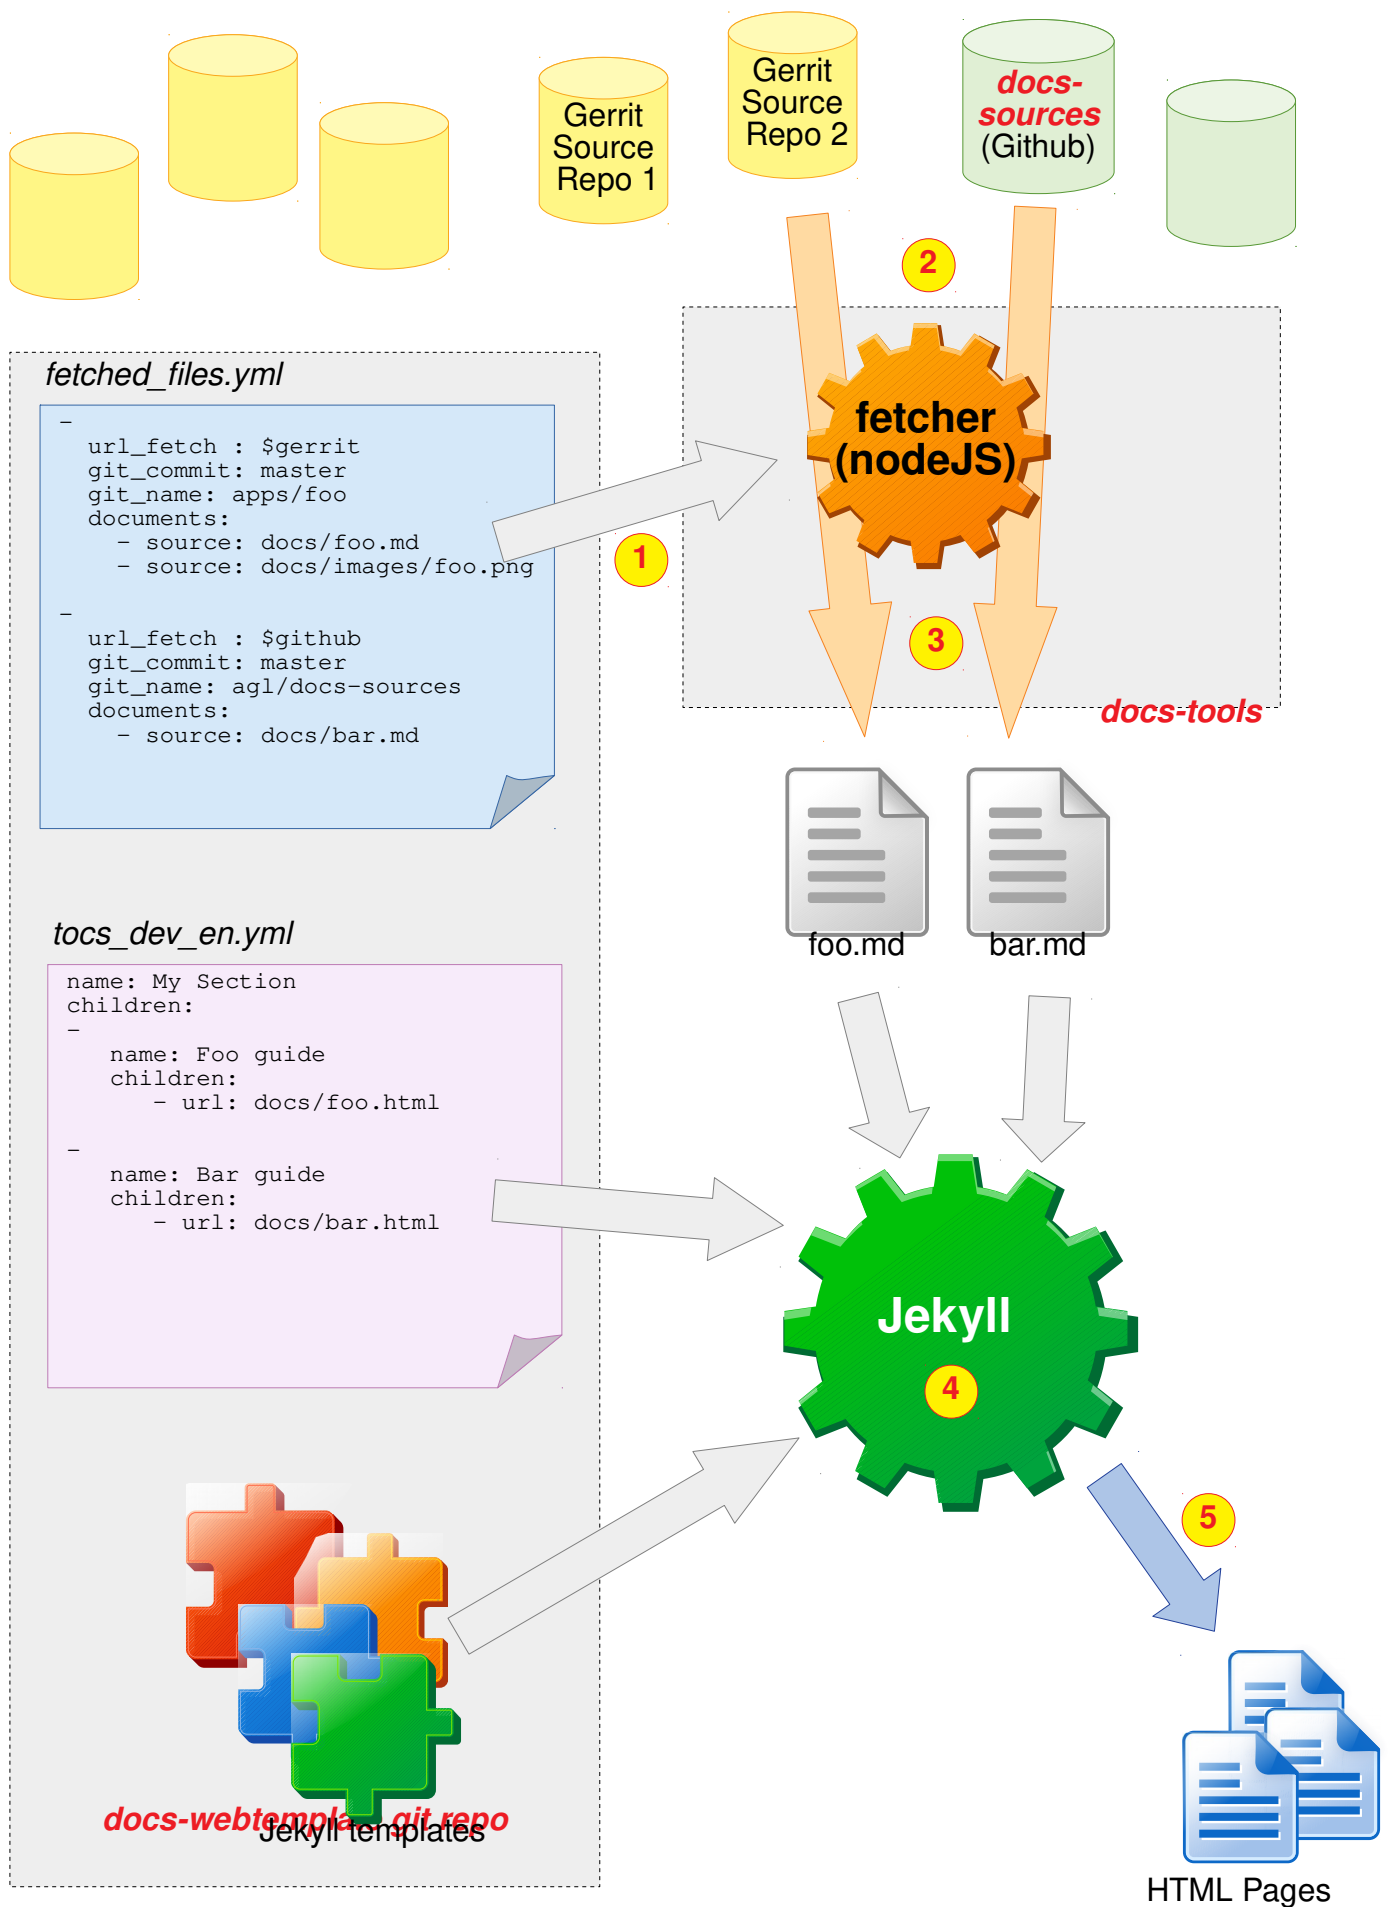 Gerrit
Source
Repo 1
Gerrit
Source
Repo 2
docs-
sources
(Github)
2
fetched_files.yml
-
url_fetch : $gerrit
git_commit: master
git_name: apps/foo
documents:
- source: docs/foo.md
- source: docs/images/foo.png
-
url_fetch : $github
git_commit: master
git_name: agl/docs-sources
documents:
- source: docs/bar.md
1
fetcher
(nodeJS)
3
docs-tools
foo.md
bar.md
tocs_dev_en.yml
name: My Section
children:
-
name: Foo guide
children:
- url: docs/foo.html
-
name: Bar guide
children:
- url: docs/bar.html
Jekyll
4
5
docs-webtemplate git repo
Jekyll templates
HTML Pages